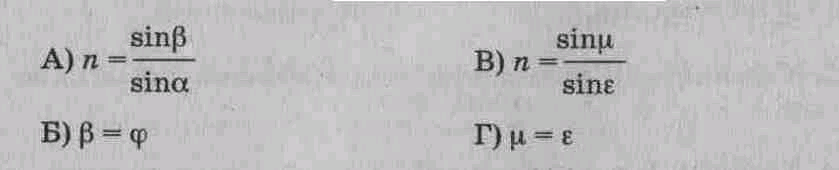 А) n = sinβ/sinα
В) n = sinμ/sinε
Б) β = φ
Г) μ = ε